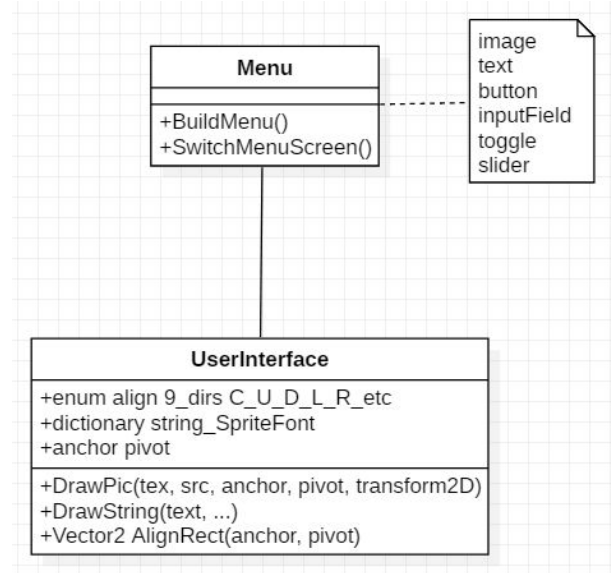 Menu
+BuildMenu()
+SwitchMenuScreen()
image
text
button
inputField
toggle
slider
UserInterface
+enum align 9_dirs C_U_D_L_R_etc
+dictionary string_SpriteFont
+anchor pivot
+DrawPic(tex, src, anchor, pivot, transform2D)
+DrawString(text, ...)
+Vector2 AlignRect(anchor, pivot)